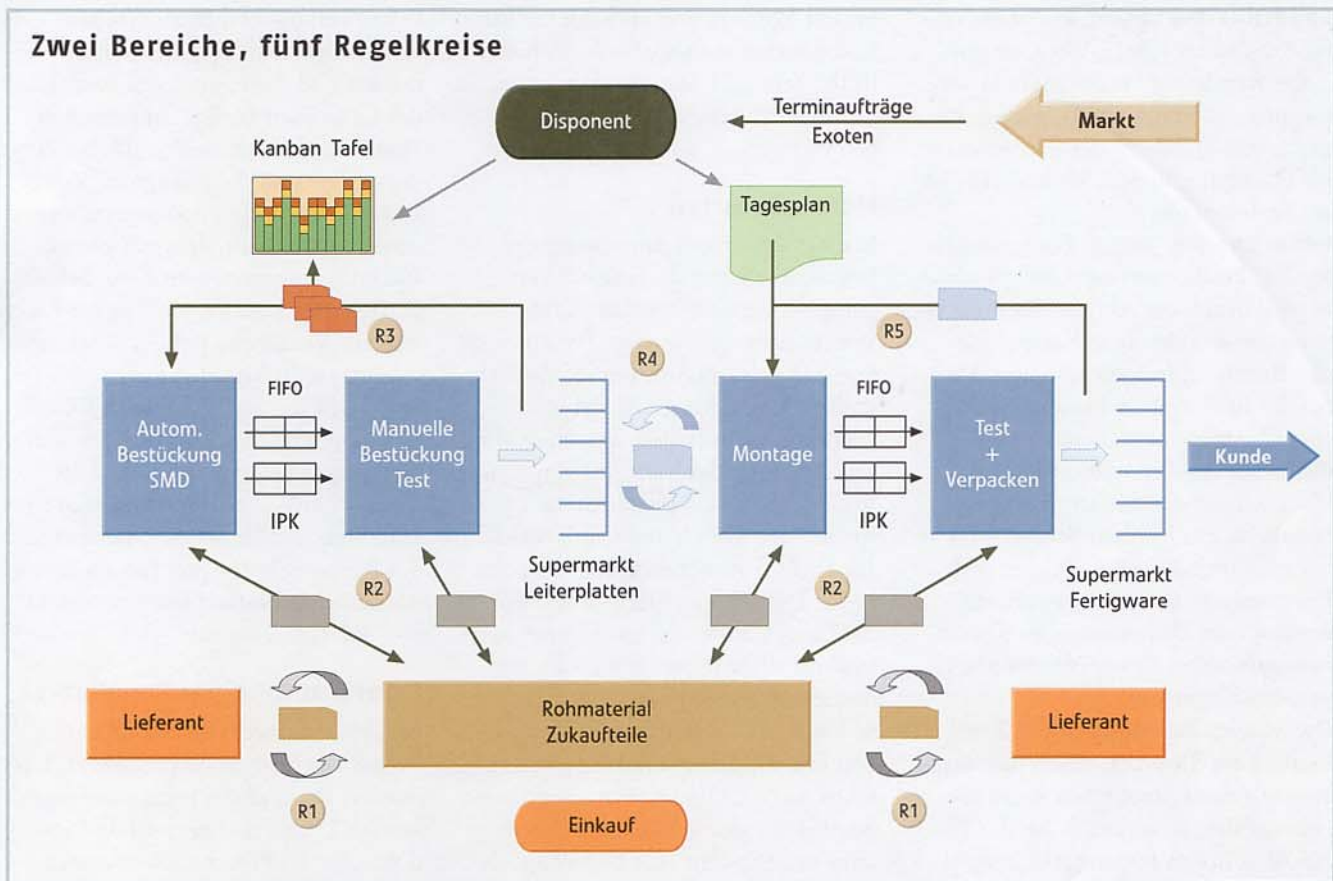 Zwei Bereiche, fünf Regelkreise
Disponent
Terminaufträge
Exoten
Markt
Kanban Tafel
Tagesplan
R3
R4
R5
Autom.
Bestückung
SMD
FIFO
IPK
Manuelle
Bestückung
Test
Montage
FIFO
IPK
Test
+
Verpacken
Kunde
R2
Supermarkt
Leiterplatten
R2
Supermarkt
Fertigware
Lieferant
R1
Rohmaterial
Zukaufteile
R1
Lieferant
Einkauf